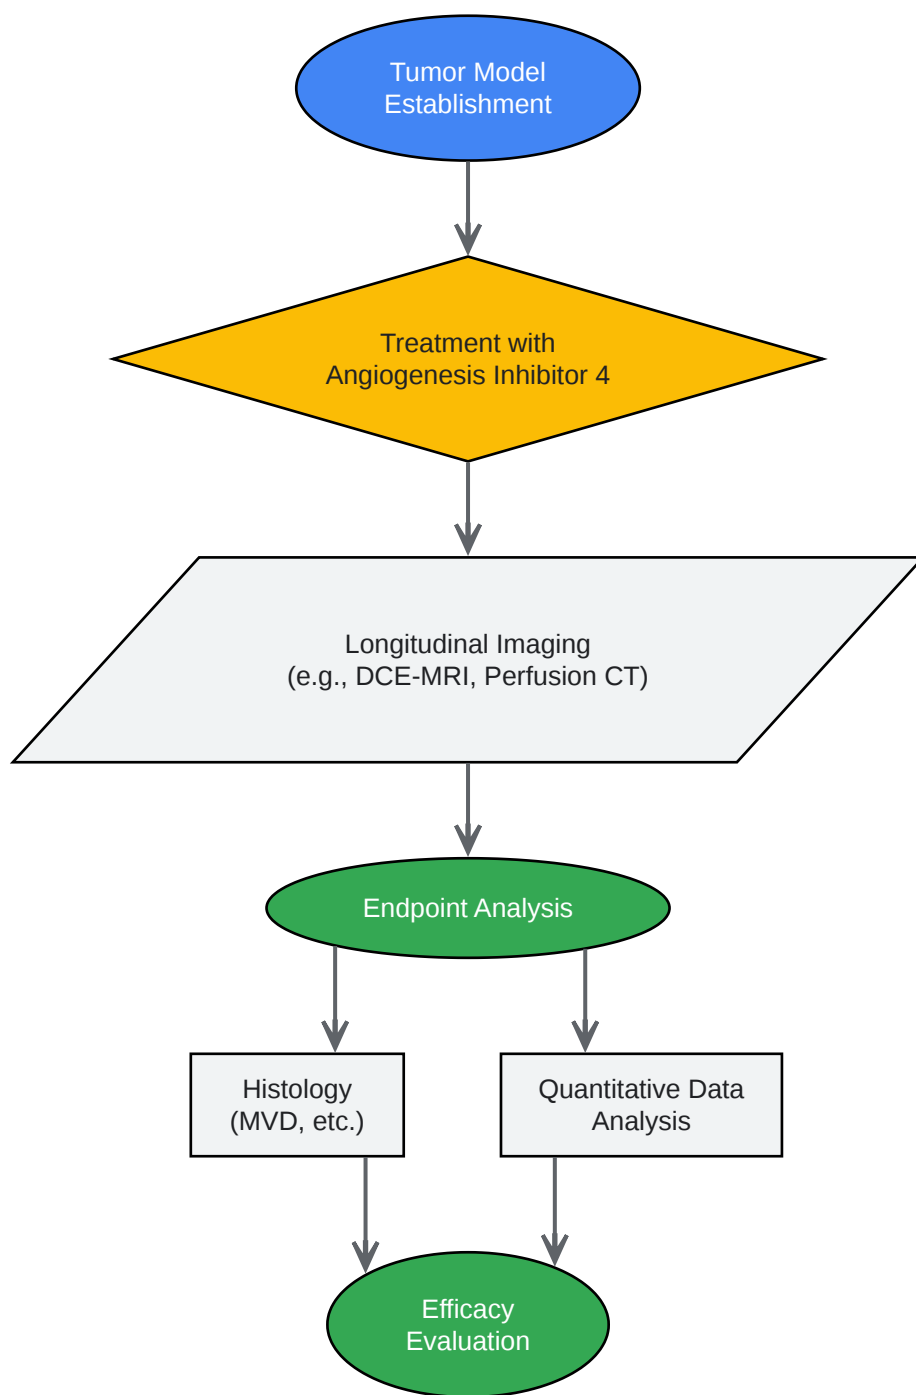 Tumor Model
Establishment
Treatment with
Angiogenesis Inhibitor 4
Longitudinal Imaging
(e.g., DCE-MRI, Perfusion CT)
Endpoint Analysis
Histology
(MVD, etc.)
Quantitative Data
Analysis
Efficacy
Evaluation